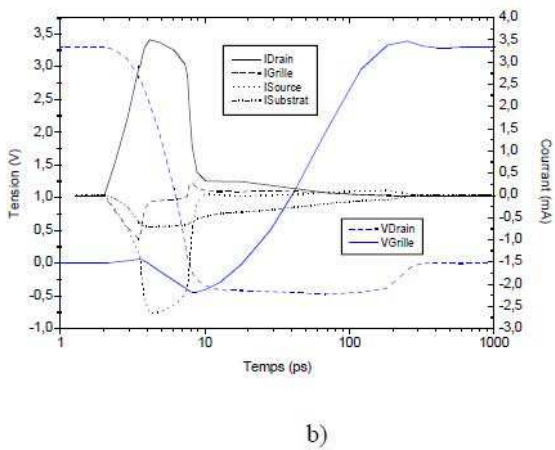 3,5
3,0
2,5
2,0
1,5
1,0
0,5
0,0
-0,5
-1,0
Tension (V)
IDrain
IGrille
ISource
ISubstrat
VDrain
VGrille
4,0
3,5
3,0
2,5
2,0
1,5
1,0
0,5
0,0
-0,5
-1,0
-1,5
-2,0
-2,5
-3,0
Courrant (mA)
1
10
100
1000
Temps (ps)
b)